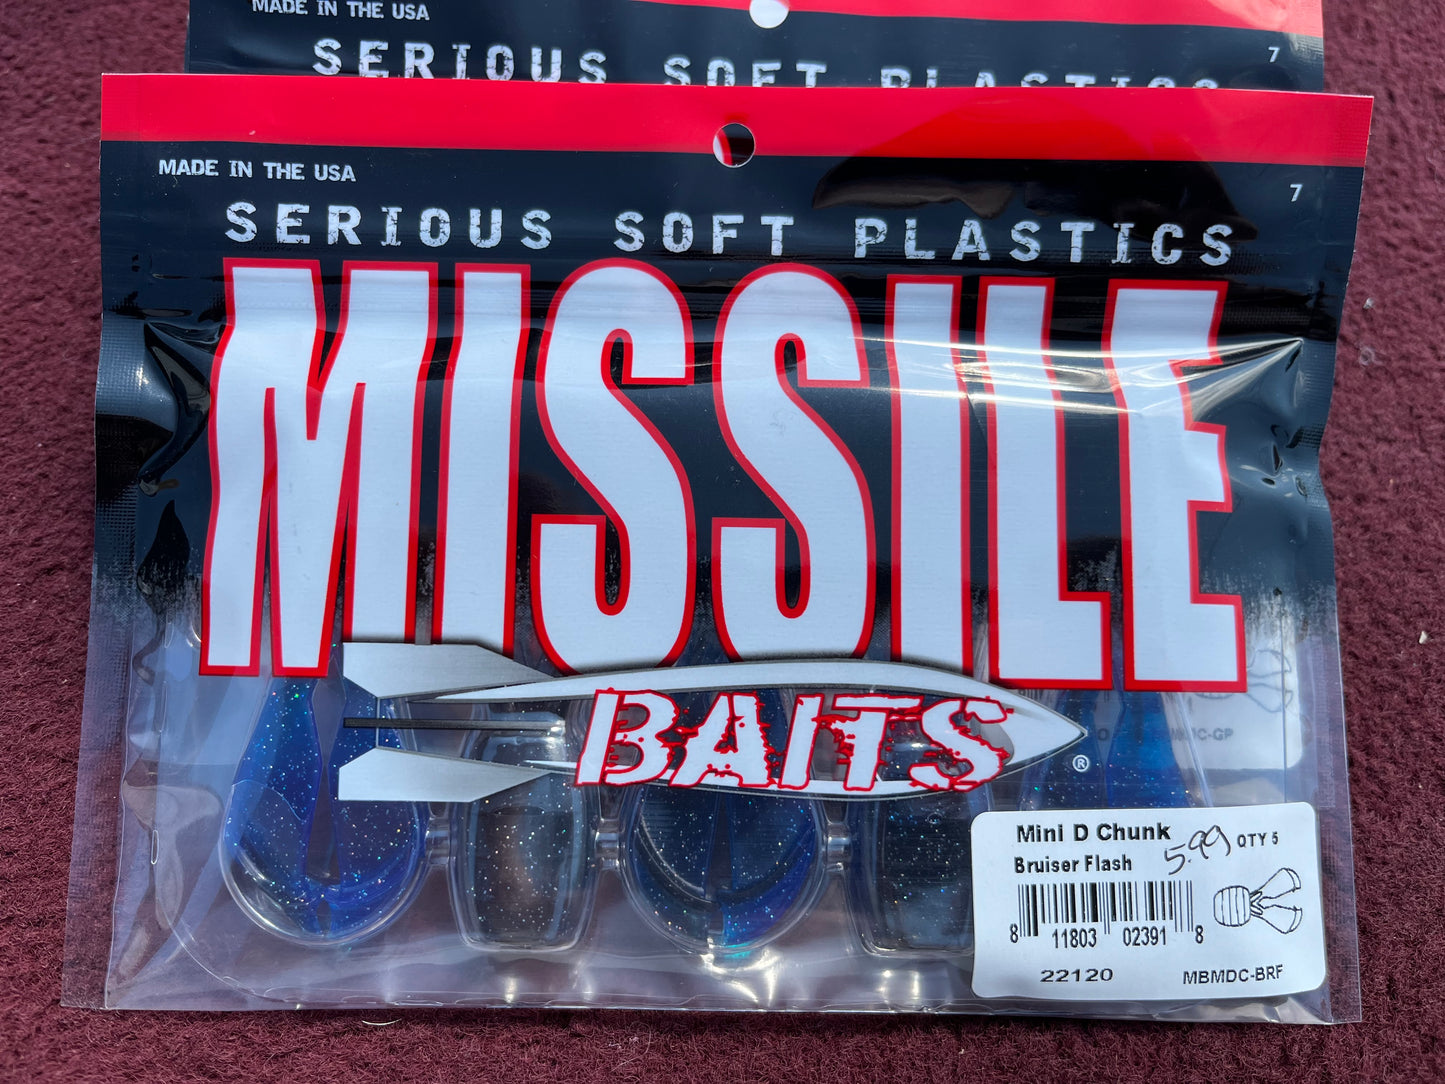 MADE IN THE USA
7
SERIOUS SOFT PLASTICS
MADE IN THE USA
7
SERIOUS SOFT PLASTICS
MISSILE
BAITS
®
Mini D Chunk 5.99 QTY 5
Bruiser Flash
8 11803 02391 8
22120 MBMDC-BRF